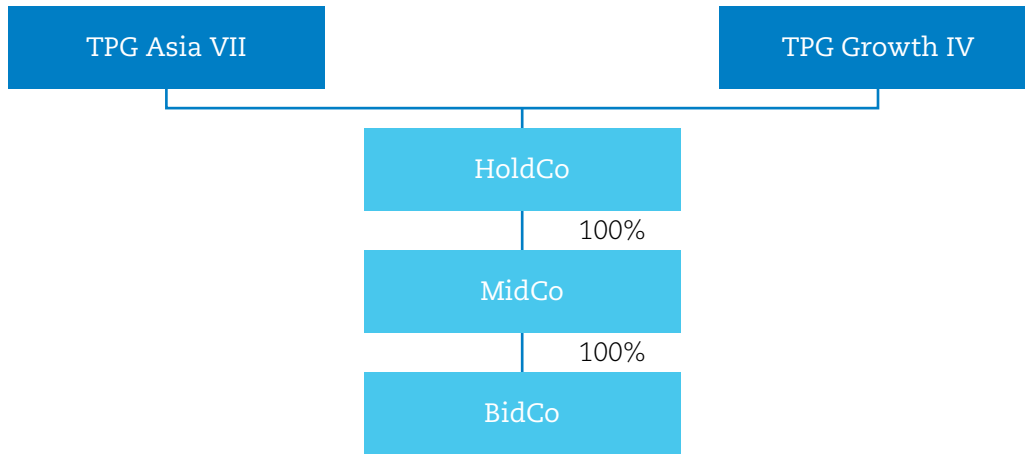 TPG Asia VII
TPG Growth IV
HoldCo
100%
MidCo
100%
BidCo